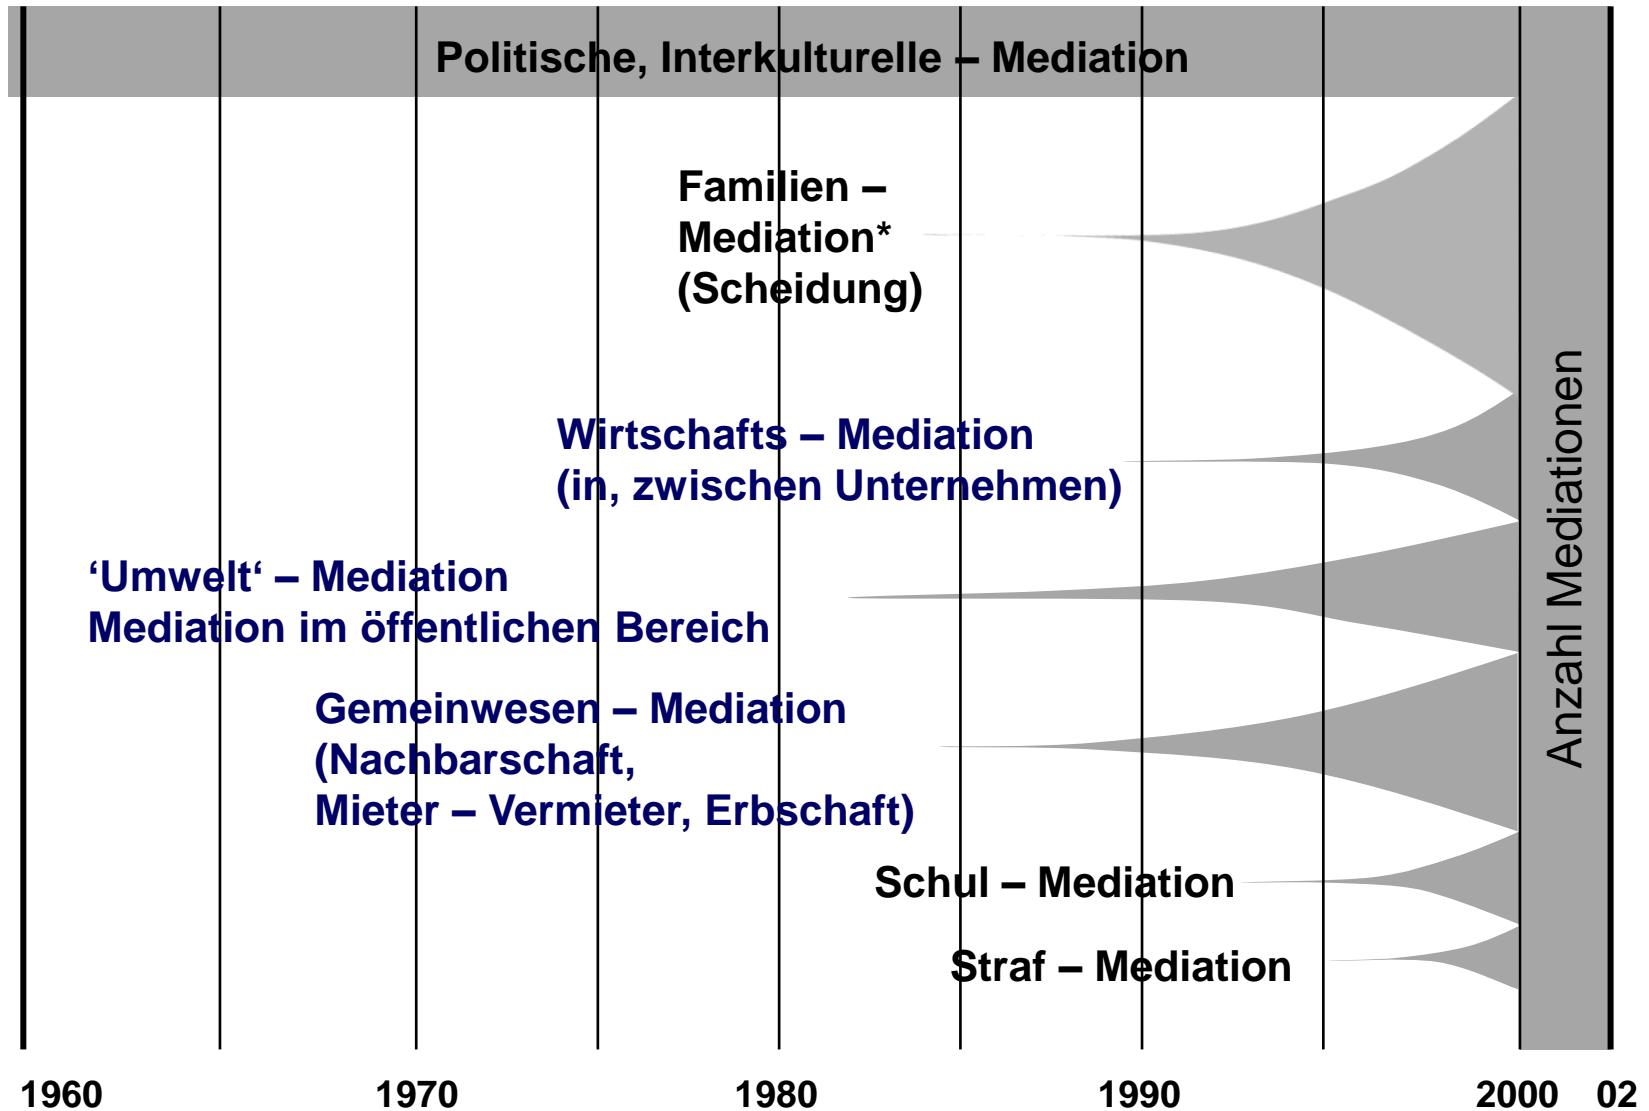 Politische, Interkulturelle – Mediation
Familien –
Mediation*
(Scheidung)
Wirtschafts – Mediation
(in, zwischen Unternehmen)
‘Umwelt‘ – Mediation
Mediation im öffentlichen Bereich
Gemeinwesen – Mediation
(Nachbarschaft,
Mieter – Vermieter, Erbschaft)
Schul – Mediation
Straf – Mediation
Anzahl Mediationen
1960 1970 1980 1990 2000 02